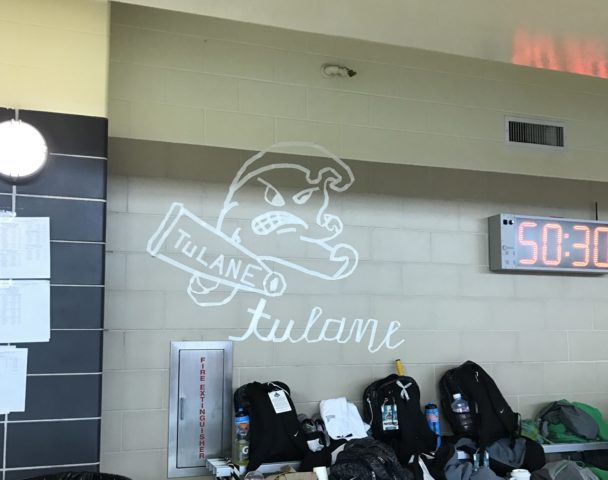 TULANE
tulane
50:30
FIRE EXTINGUISHER